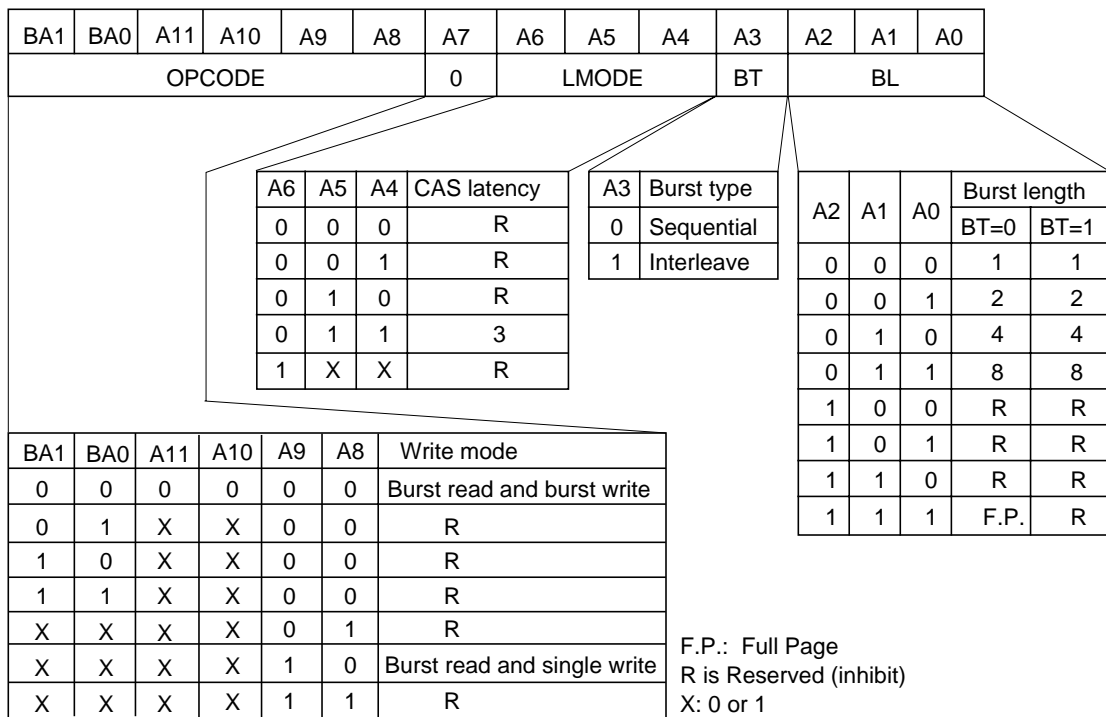 BA1 BA0 A11 A10 A9 A8 A7 A6 A5 A4 A3 A2 A1 A0
OPCODE 0 LMODE BT BL
A6 A5 A4 CAS latency
0 0 0 R
0 0 1 R
0 1 0 R
0 1 1 3
1 X X R
A3 Burst type
0 Sequential
1 Interleave
A2 A1 A0 Burst length
BT=0 BT=1
0 0 0 1 1
0 0 1 2 2
0 1 0 4 4
0 1 1 8 8
1 0 0 R R
1 0 1 R R
1 1 0 R R
1 1 1 F.P. R
BA1 BA0 A11 A10 A9 A8 Write mode
0 0 0 0 0 0 Burst read and burst write
0 1 X X 0 0 R
1 0 X X 0 0 R
1 1 X X 0 0 R
X X X X 0 1 R
X X X X 1 0 Burst read and single write
X X X X 1 1 R
F.P.: Full Page
R is Reserved (inhibit)
X: 0 or 1